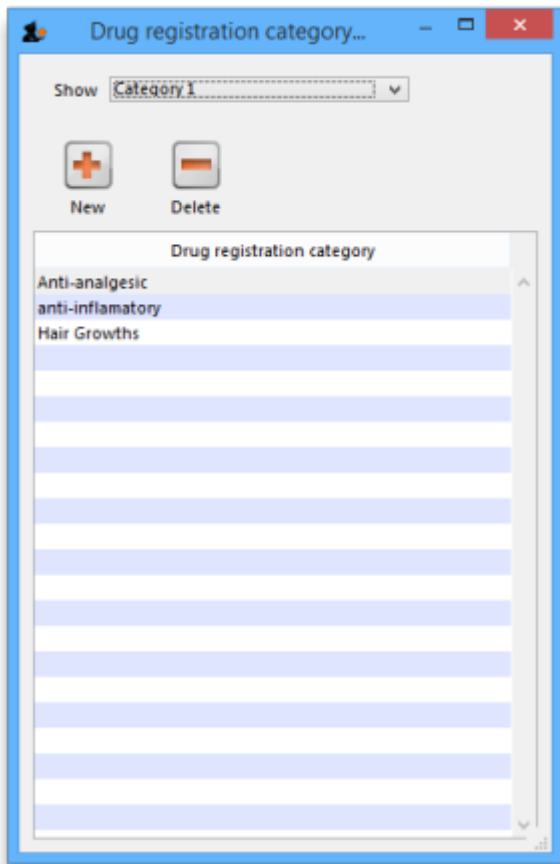 Drug registration category...
Show Category 1
New Delete
Drug registration category
Anti-analgesic
anti-inflamatory
Hair Growths